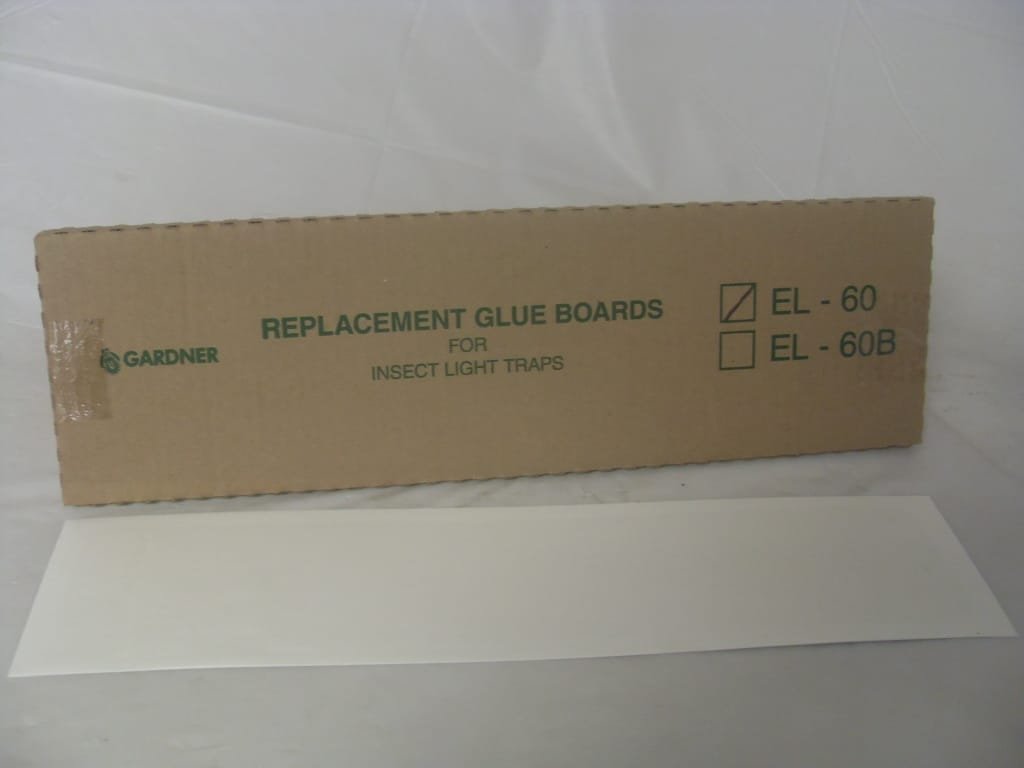 GARDNER
REPLACEMENT GLUE BOARDS
FOR
INSECT LIGHT TRAPS
EL - 60
EL - 60B